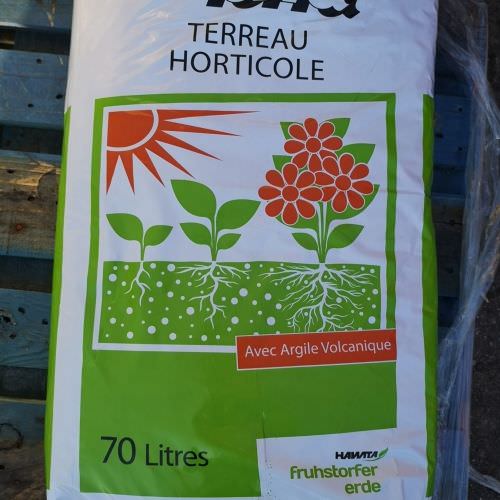 TERREAU
HORTICOLE
Avec Argile Volcanique
70 Litres
HAWITA
fruhstorfer
erde